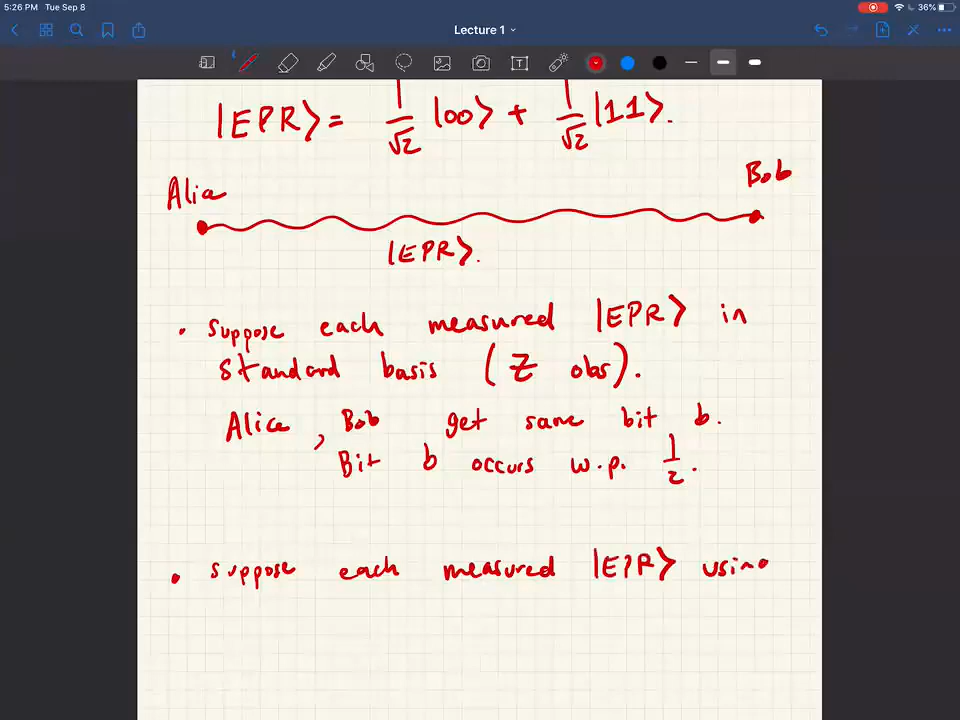 5:26 PM Tue Sep 8
36%
Lecture 1
|EPR⟩ = 1/√2 |00⟩ + 1/√2 |11⟩.
Alice
Bob
|EPR⟩.
• suppose each measured |EPR⟩ in
standard basis (Z obs).
Alice, Bob get same bit b.
Bit b occurs w.p. 1/2.
• suppose each measured |EPR⟩ using